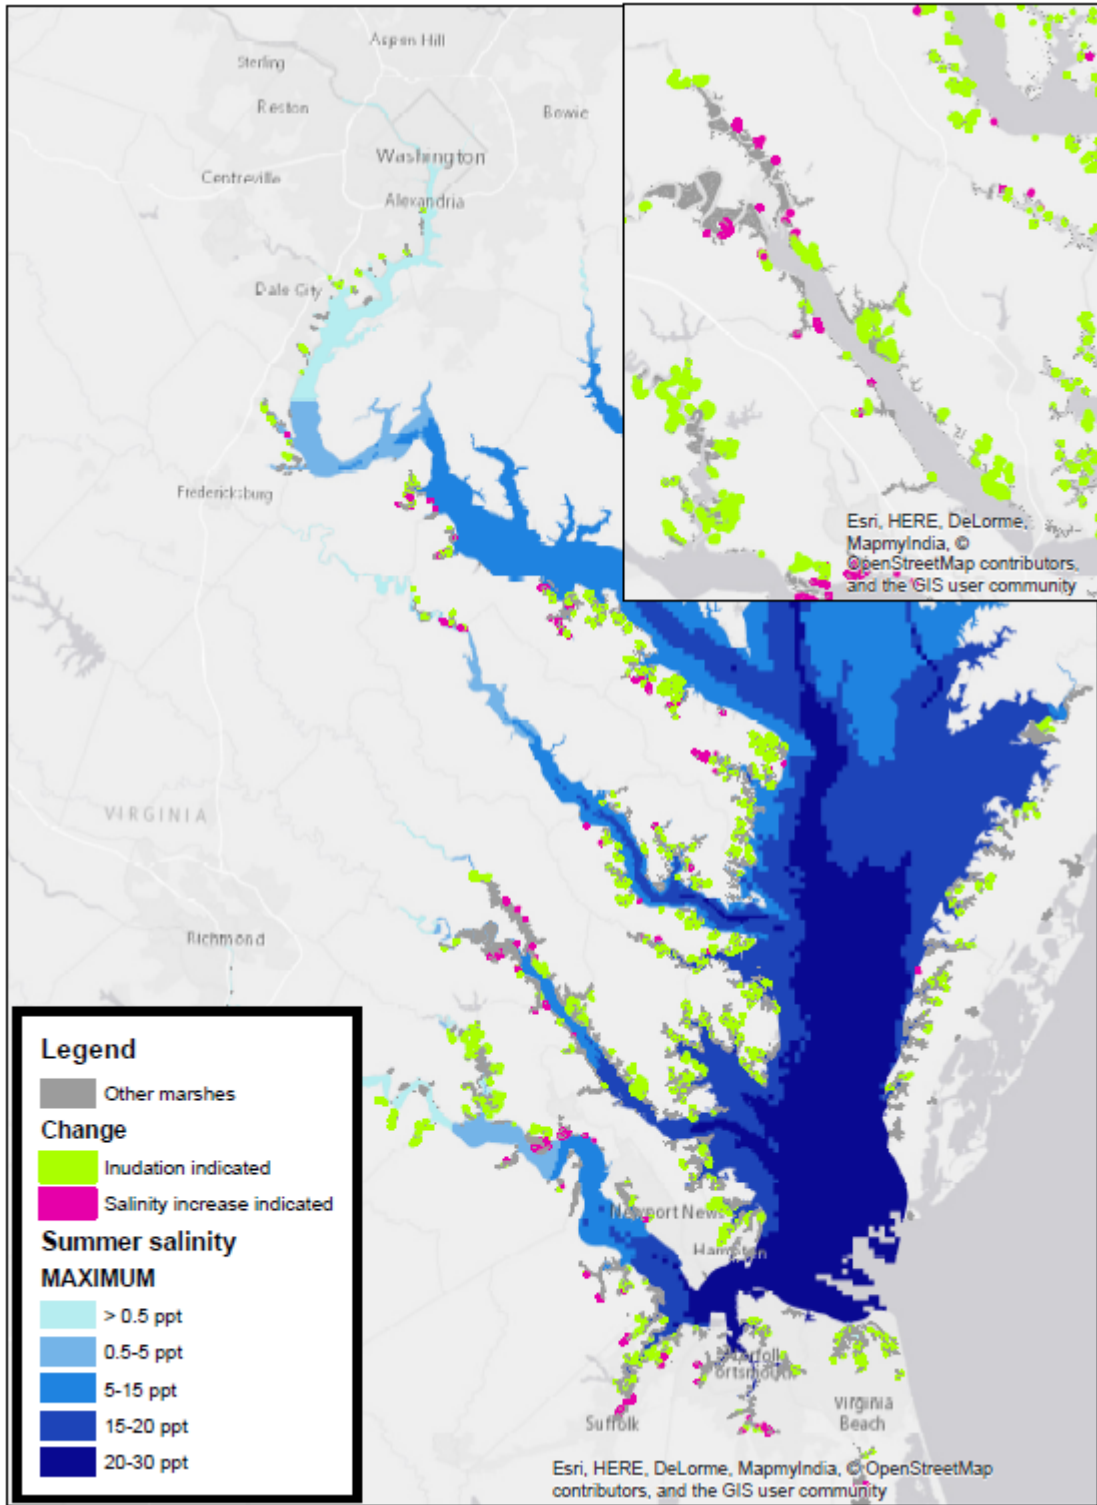 Aspen Hill
Sterling
Reston
Bowie
Washington
Centreville
Alexandria
Dale City
Fredericksburg
Esri, HERE, DeLorme,
MapmyIndia, ©
OpenStreetMap contributors,
and the GIS user community
VIRGINIA
Richmond
Legend
Other marshes
Change
Inudation indicated
Salinity increase indicated
Summer salinity
MAXIMUM
> 0.5 ppt
0.5-5 ppt
5-15 ppt
15-20 ppt
20-30 ppt
Newport News
Hampton
Norfolk
Portsmouth
Virginia
Beach
Suffolk
Esri, HERE, DeLorme, MapmyIndia, © OpenStreetMap
contributors, and the GIS user community